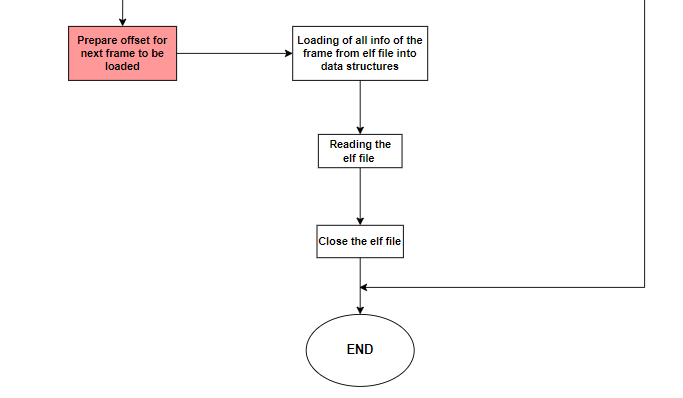 Prepare offset for
next frame to be
loaded
Loading of all info of the
frame from elf file into
data structures
Reading the
elf file
Close the elf file
END